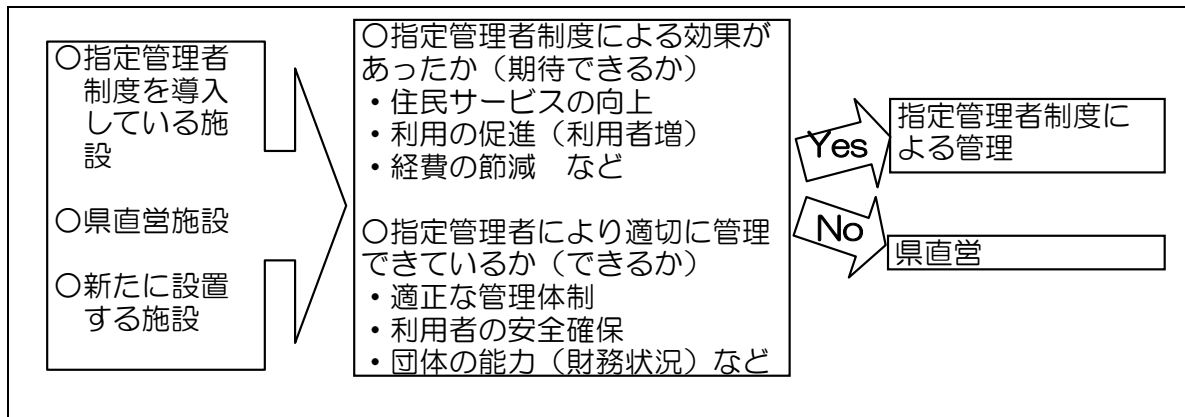 〇指定管理者
制度を導入
している施
設
〇県直営施設
〇新たに設置
する施設
〇指定管理者制度による効果が
あったか（期待できるか）
・住民サービスの向上
・利用の促進（利用者増）
・経費の節減　など
〇指定管理者により適切に管理
できているか（できるか）
・適正な管理体制
・利用者の安全確保
・団体の能力（財務状況）など
Yes
指定管理者制度に
よる管理
No
県直営